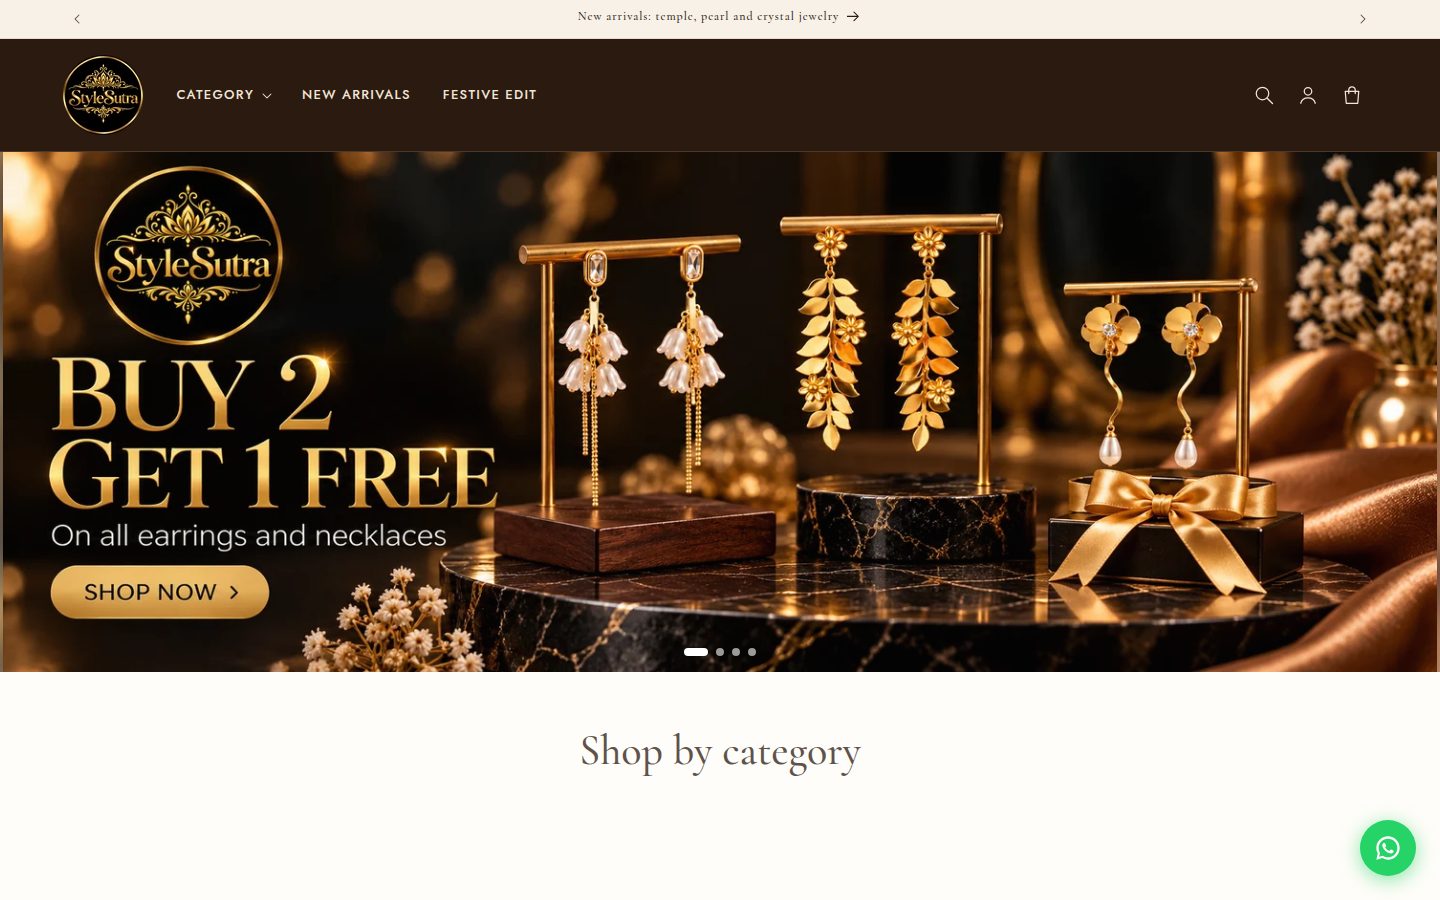 New arrivals: temple, pearl and crystal jewelry
StyleSutra
CATEGORY
NEW ARRIVALS
FESTIVE EDIT
StyleSutra
BUY 2
GET 1 FREE
On all earrings and necklaces
SHOP NOW
Shop by category